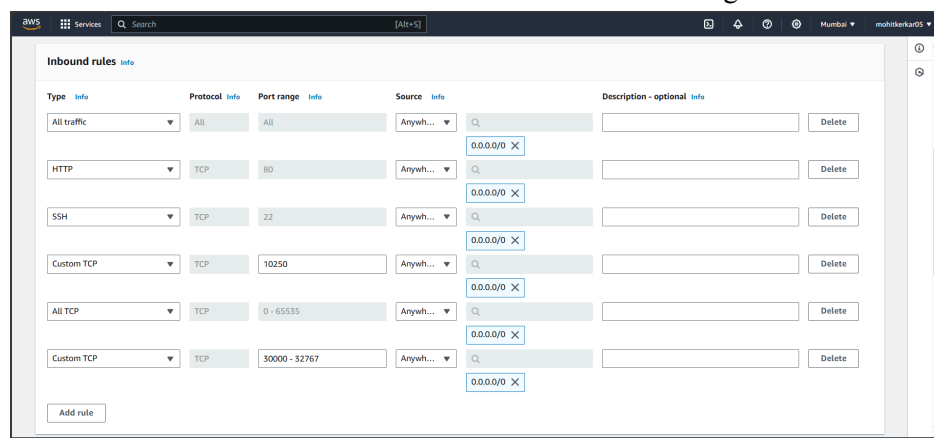 aws Services Search [Alt+S] Mumbai mohitkerkar05
Inbound rules Info
Type Info Protocol Info Port range Info Source Info Description - optional Info
All traffic All All Anywh... Delete
0.0.0.0/0
HTTP TCP 80 Anywh... Delete
0.0.0.0/0
SSH TCP 22 Anywh... Delete
0.0.0.0/0
Custom TCP TCP 10250 Anywh... Delete
0.0.0.0/0
All TCP TCP 0 - 65535 Anywh... Delete
0.0.0.0/0
Custom TCP TCP 30000 - 32767 Anywh... Delete
0.0.0.0/0
Add rule